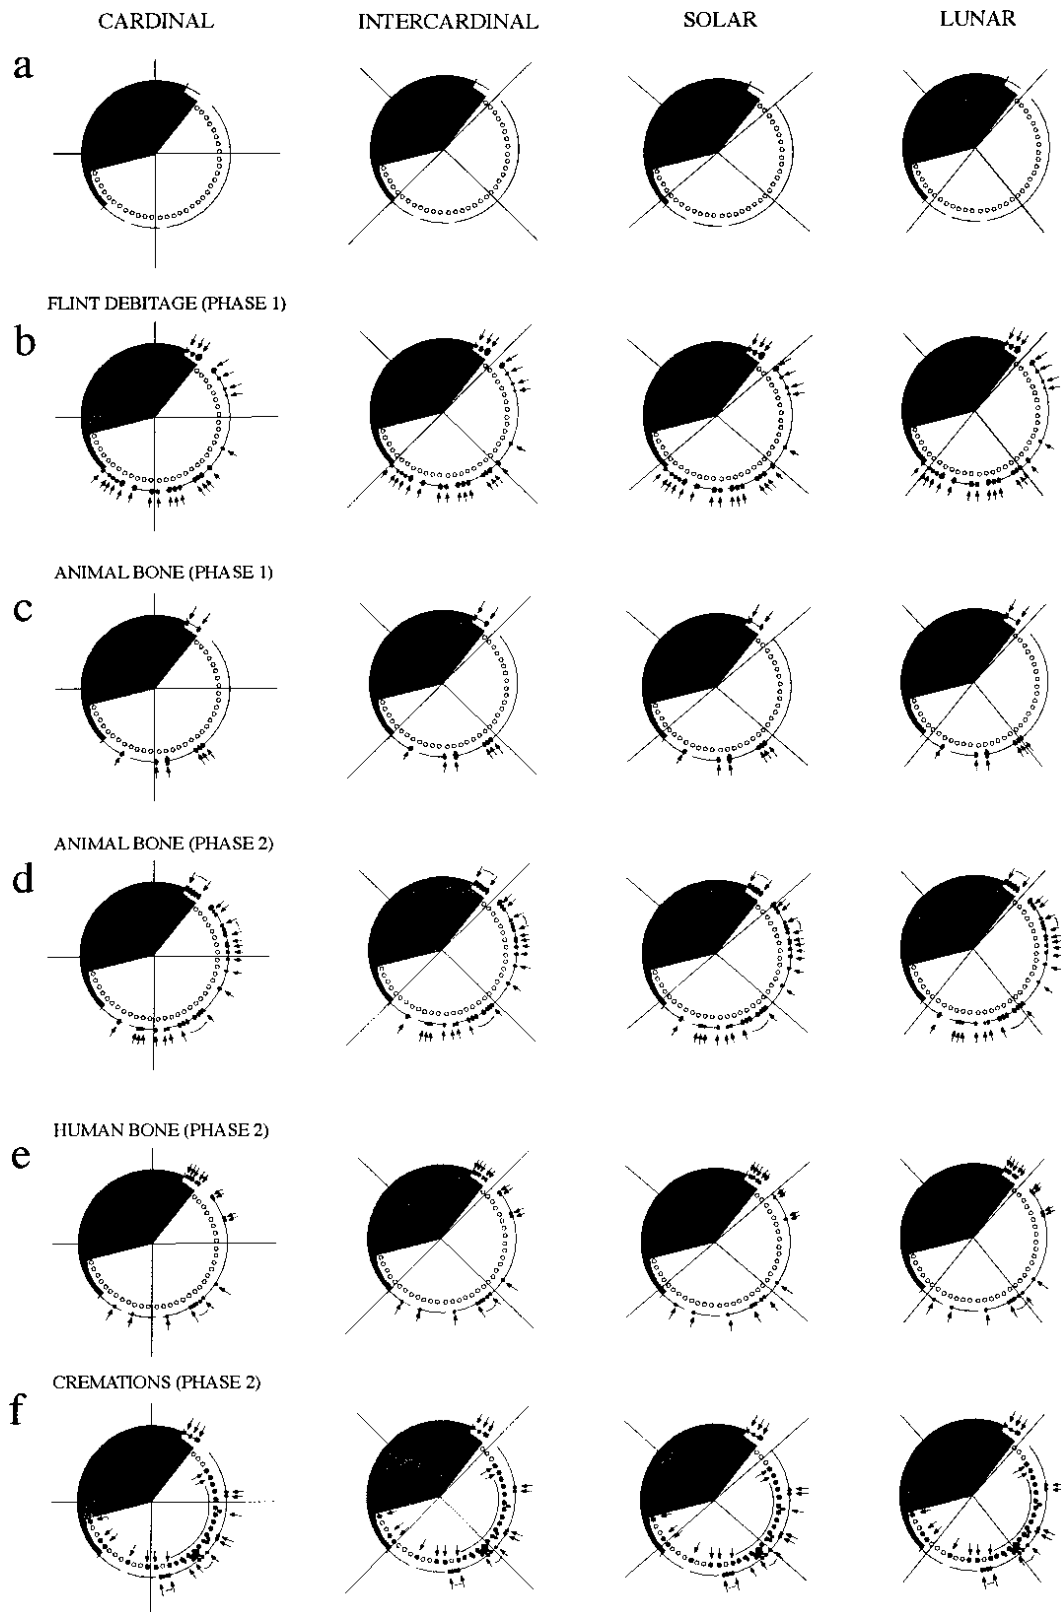 CARDINAL INTERCARDINAL SOLAR LUNAR
a
FLINT DEBITAGE (PHASE 1)
b
ANIMAL BONE (PHASE 1)
c
ANIMAL BONE (PHASE 2)
d
HUMAN BONE (PHASE 2)
e
CREMATIONS (PHASE 2)
f